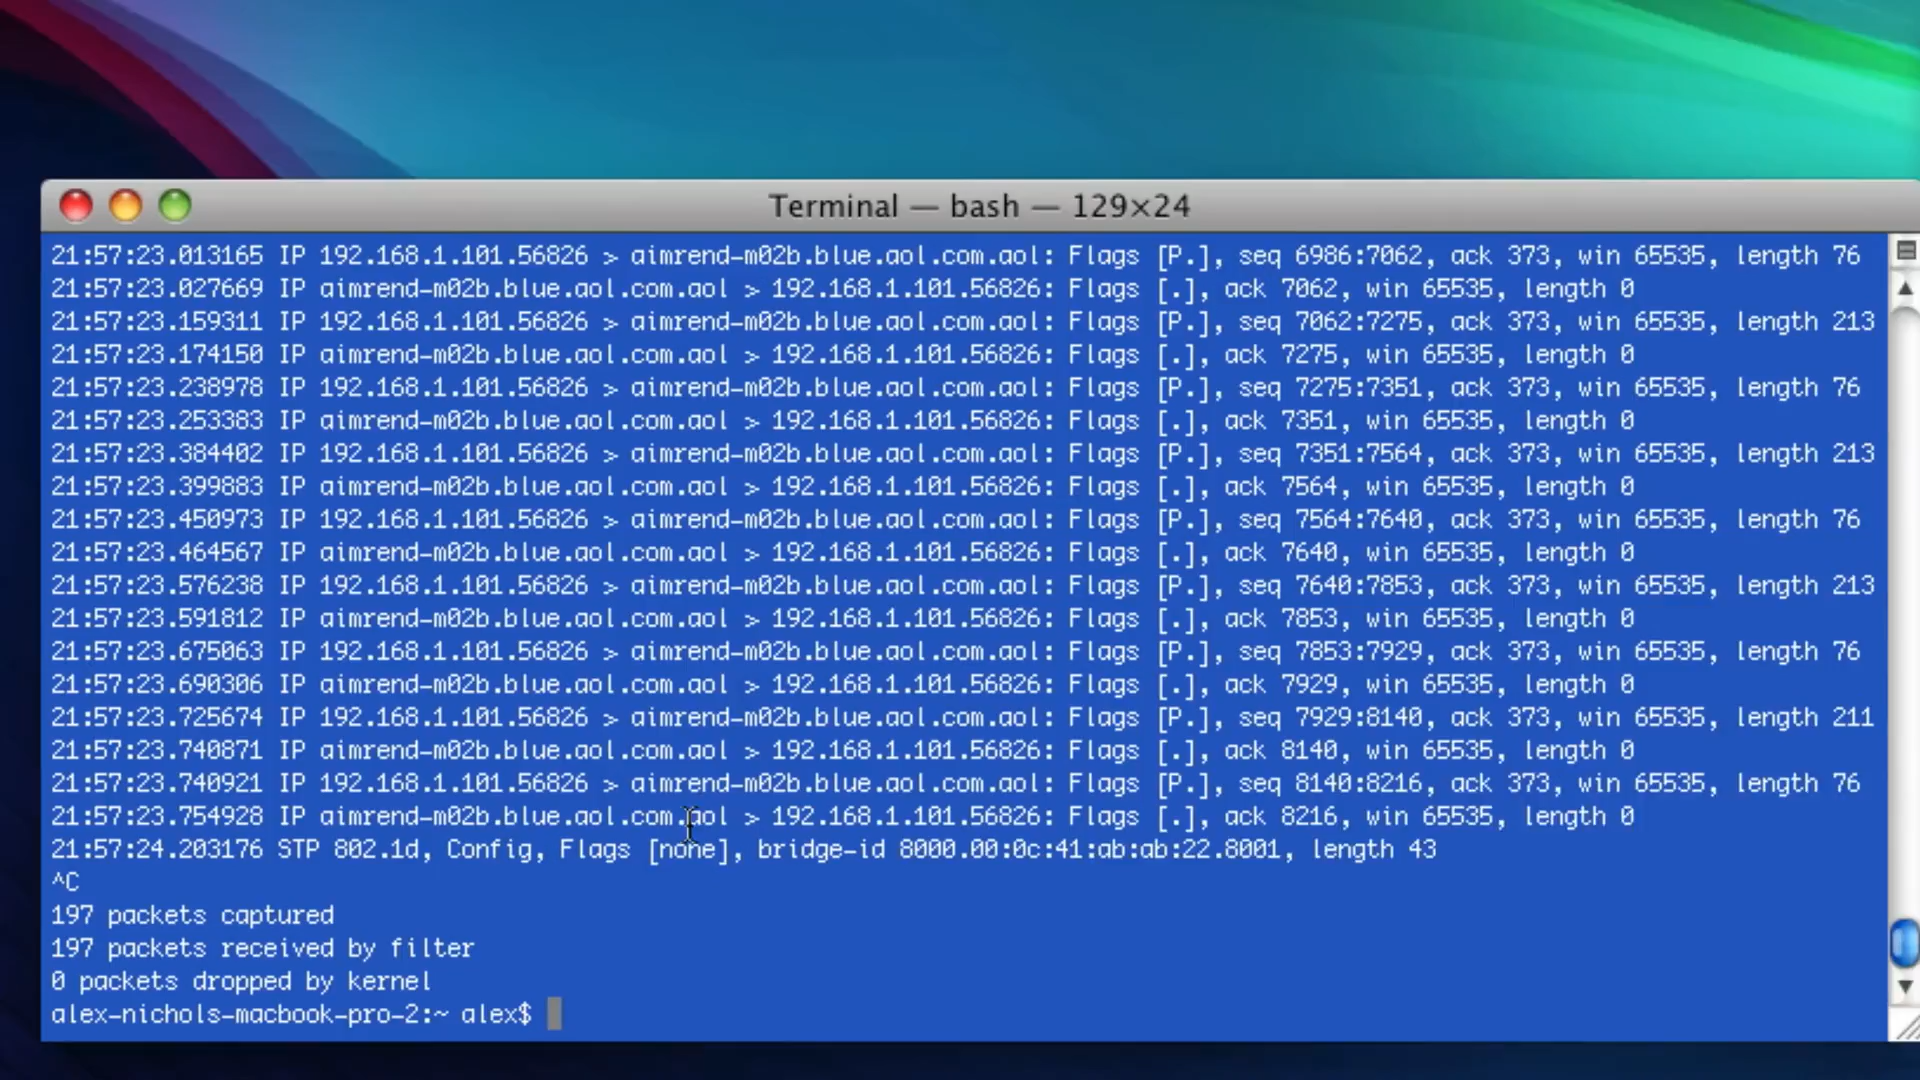 Terminal — bash — 129×24
21:57:23.013165 IP 192.168.1.101.56826 > aimrend-m02b.blue.aol.com.aol: Flags [P.], seq 6986:7062, ack 373, win 65535, length 76
21:57:23.027669 IP aimrend-m02b.blue.aol.com.aol > 192.168.1.101.56826: Flags [.], ack 7062, win 65535, length 0
21:57:23.159311 IP 192.168.1.101.56826 > aimrend-m02b.blue.aol.com.aol: Flags [P.], seq 7062:7275, ack 373, win 65535, length 213
21:57:23.174150 IP aimrend-m02b.blue.aol.com.aol > 192.168.1.101.56826: Flags [.], ack 7275, win 65535, length 0
21:57:23.238978 IP 192.168.1.101.56826 > aimrend-m02b.blue.aol.com.aol: Flags [P.], seq 7275:7351, ack 373, win 65535, length 76
21:57:23.253383 IP aimrend-m02b.blue.aol.com.aol > 192.168.1.101.56826: Flags [.], ack 7351, win 65535, length 0
21:57:23.384402 IP 192.168.1.101.56826 > aimrend-m02b.blue.aol.com.aol: Flags [P.], seq 7351:7564, ack 373, win 65535, length 213
21:57:23.399883 IP aimrend-m02b.blue.aol.com.aol > 192.168.1.101.56826: Flags [.], ack 7564, win 65535, length 0
21:57:23.450973 IP 192.168.1.101.56826 > aimrend-m02b.blue.aol.com.aol: Flags [P.], seq 7564:7640, ack 373, win 65535, length 76
21:57:23.464567 IP aimrend-m02b.blue.aol.com.aol > 192.168.1.101.56826: Flags [.], ack 7640, win 65535, length 0
21:57:23.576238 IP 192.168.1.101.56826 > aimrend-m02b.blue.aol.com.aol: Flags [P.], seq 7640:7853, ack 373, win 65535, length 213
21:57:23.591812 IP aimrend-m02b.blue.aol.com.aol > 192.168.1.101.56826: Flags [.], ack 7853, win 65535, length 0
21:57:23.675063 IP 192.168.1.101.56826 > aimrend-m02b.blue.aol.com.aol: Flags [P.], seq 7853:7929, ack 373, win 65535, length 76
21:57:23.690306 IP aimrend-m02b.blue.aol.com.aol > 192.168.1.101.56826: Flags [.], ack 7929, win 65535, length 0
21:57:23.725674 IP 192.168.1.101.56826 > aimrend-m02b.blue.aol.com.aol: Flags [P.], seq 7929:8140, ack 373, win 65535, length 211
21:57:23.740871 IP aimrend-m02b.blue.aol.com.aol > 192.168.1.101.56826: Flags [.], ack 8140, win 65535, length 0
21:57:23.740921 IP 192.168.1.101.56826 > aimrend-m02b.blue.aol.com.aol: Flags [P.], seq 8140:8216, ack 373, win 65535, length 76
21:57:23.754928 IP aimrend-m02b.blue.aol.com.aol > 192.168.1.101.56826: Flags [.], ack 8216, win 65535, length 0
21:57:24.203176 STP 802.1d, Config, Flags [none], bridge-id 8000.00:0c:41:ab:ab:22.8001, length 43
^C
197 packets captured
197 packets received by filter
0 packets dropped by kernel
alex-nichols-macbook-pro-2:~ alex$